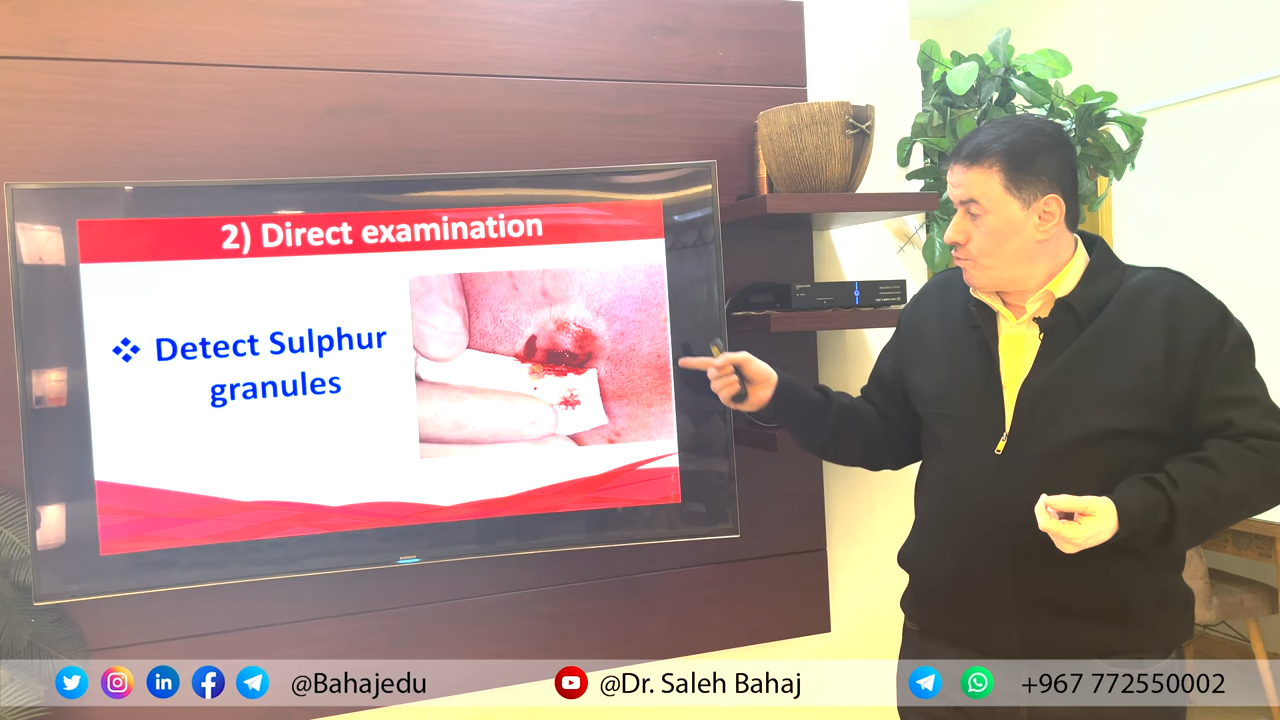 2) Direct examination
❖ Detect Sulphur
granules
@Bahajedu
@Dr. Saleh Bahaj
+967 772550002